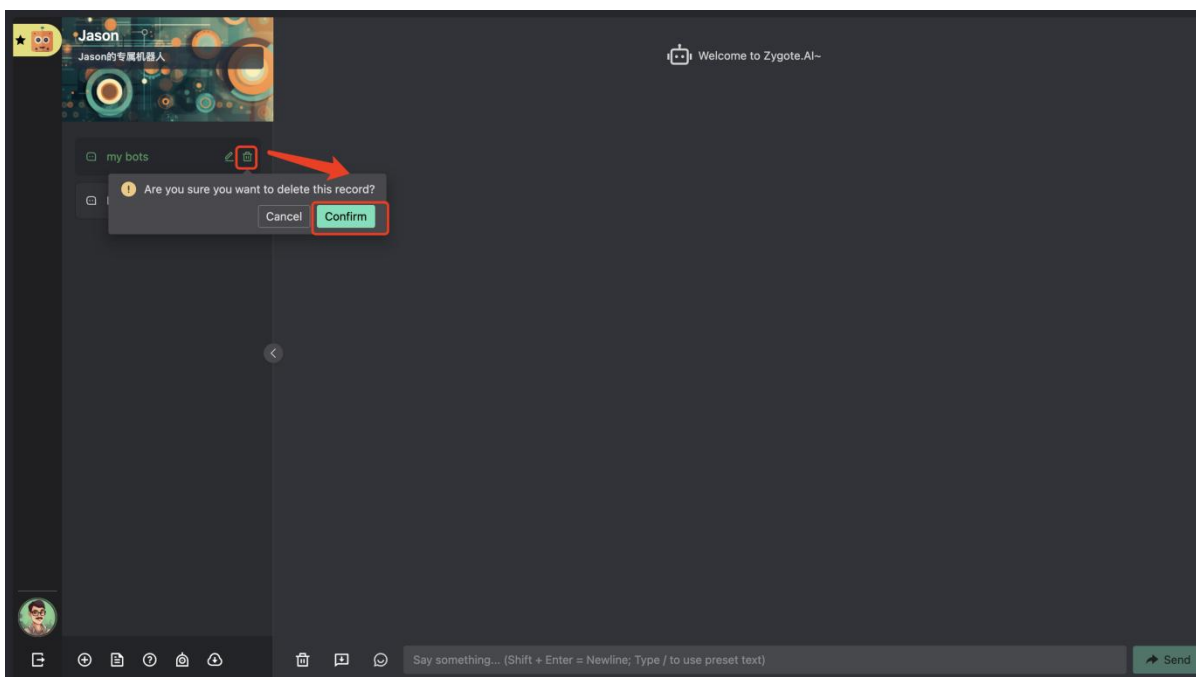 Jason
Jason的专属机器人
Welcome to Zygote.AI~
my bots
Are you sure you want to delete this record?
Cancel
Confirm
Say something... (Shift + Enter = Newline; Type / to use preset text)
Send